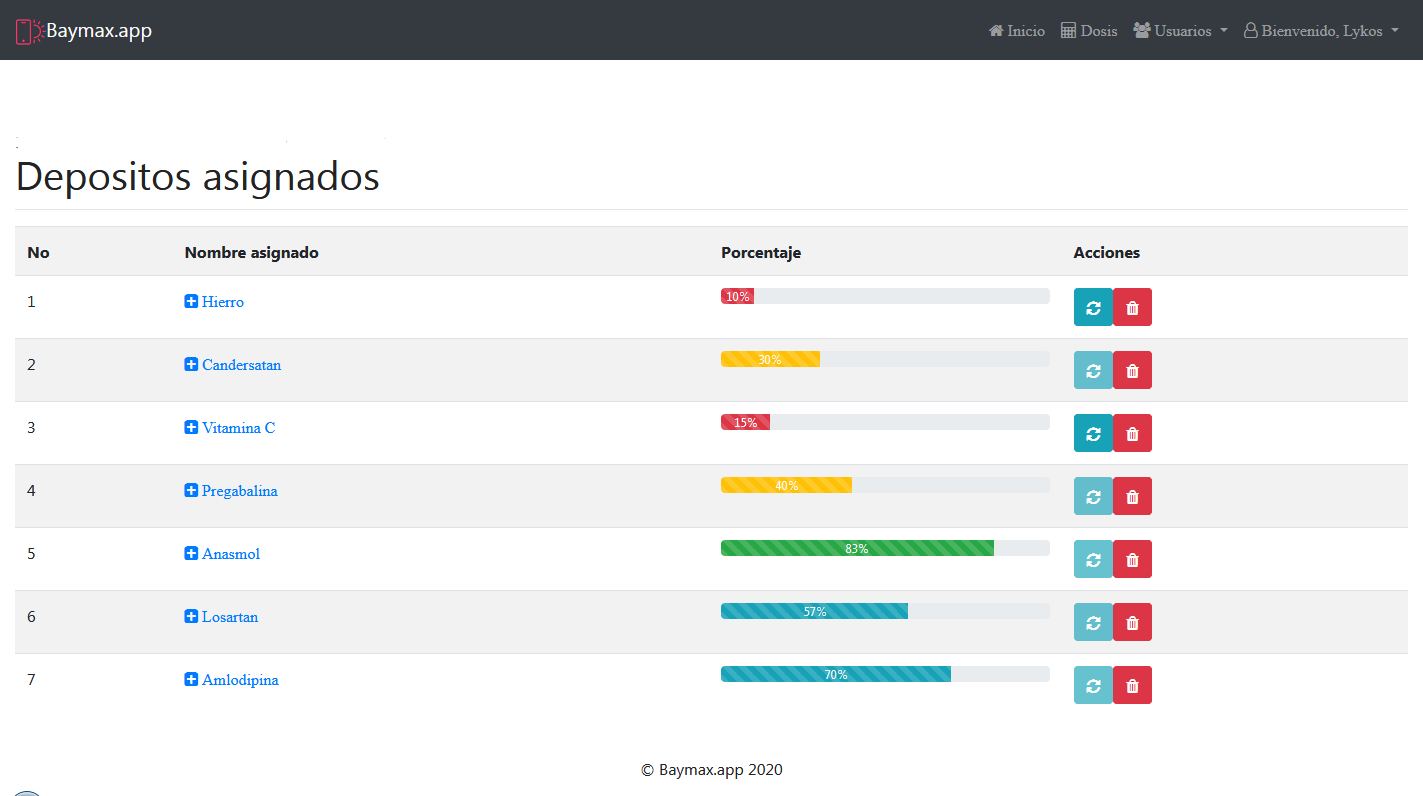 Baymax.app Inicio Dosis Usuarios Bienvenido, Lykos
Depositos asignados
No Nombre asignado Porcentaje Acciones
1 Hierro 10%
2 Candersatan 30%
3 Vitamina C 15%
4 Pregabalina 40%
5 Anasmol 83%
6 Losartan 57%
7 Amlodipina 70%
© Baymax.app 2020